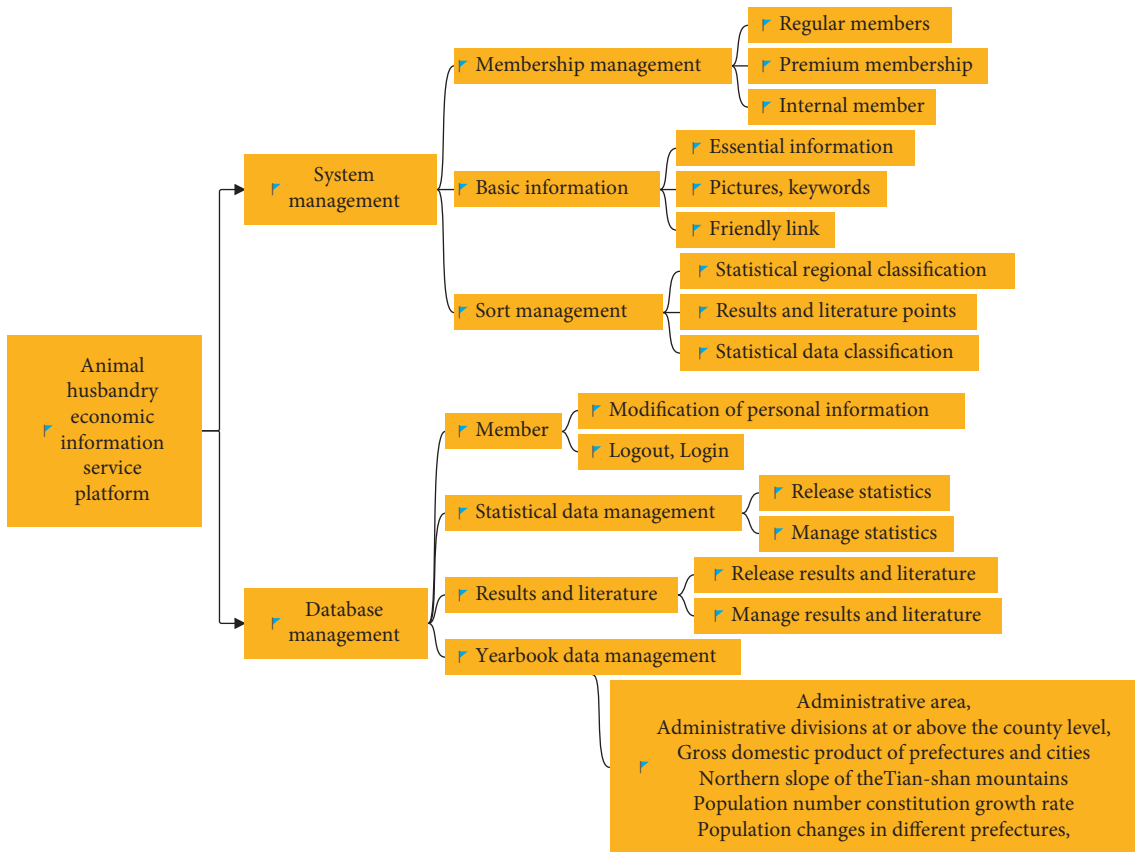 Animal
husbandry
economic
information
service
platform
System
management
Membership management
Regular members
Premium membership
Internal member
Basic information
Essential information
Pictures, keywords
Friendly link
Sort management
Statistical regional classification
Results and literature points
Statistical data classification
Database
management
Member
Modification of personal information
Logout, Login
Statistical data management
Release statistics
Manage statistics
Results and literature
Release results and literature
Manage results and literature
Yearbook data management
Administrative area,
Administrative divisions at or above the county level,
Gross domestic product of prefectures and cities
Northern slope of theTian-shan mountains
Population number constitution growth rate
Population changes in different prefectures,